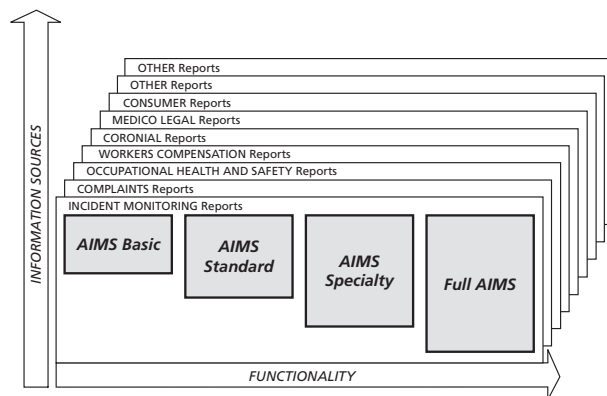 OTHER Reports
OTHER Reports
CONSUMER Reports
MEDICO LEGAL Reports
CORONIAL Reports
WORKERS COMPENSATION Reports
OCCUPATIONAL HEALTH AND SAFETY Reports
COMPLAINTS Reports
INCIDENT MONITORING Reports
INFORMATION SOURCES
AIMS Basic
AIMS
Standard
AIMS
Specialty
Full AIMS
FUNCTIONALITY